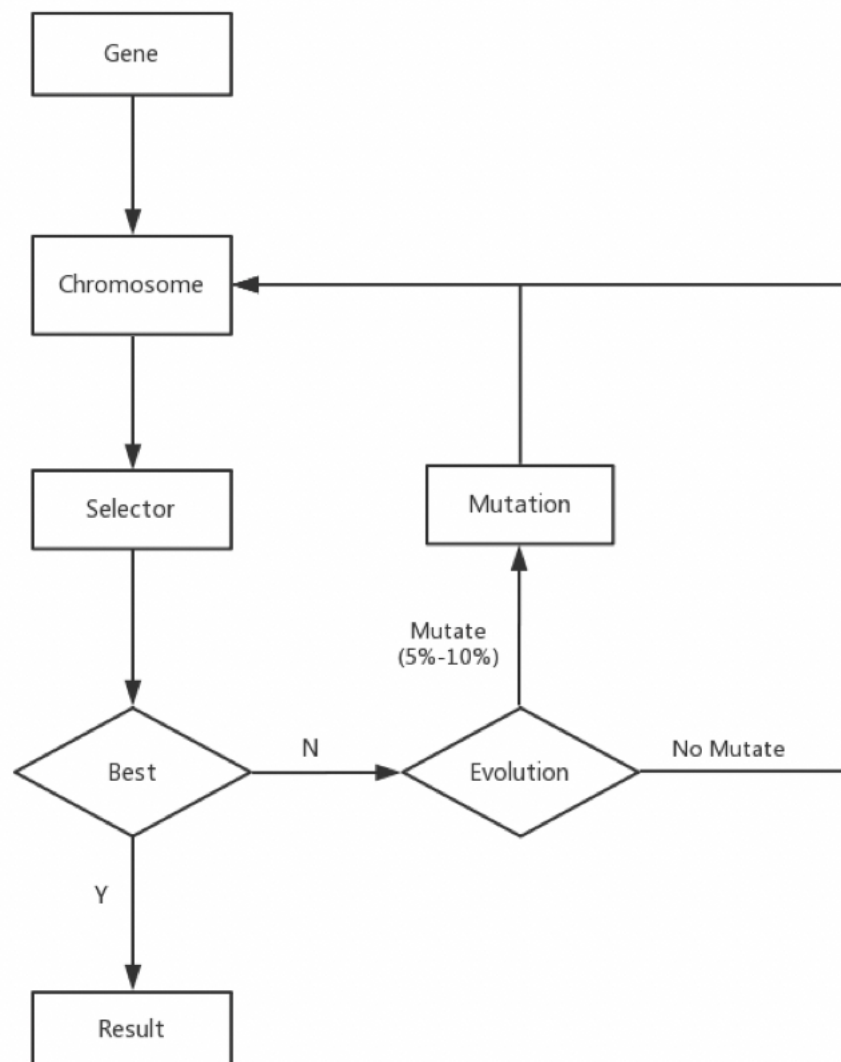 Gene
Chromosome
Selector
Mutation
Mutate
(5%-10%)
Best
N
Evolution
No Mutate
Y
Result